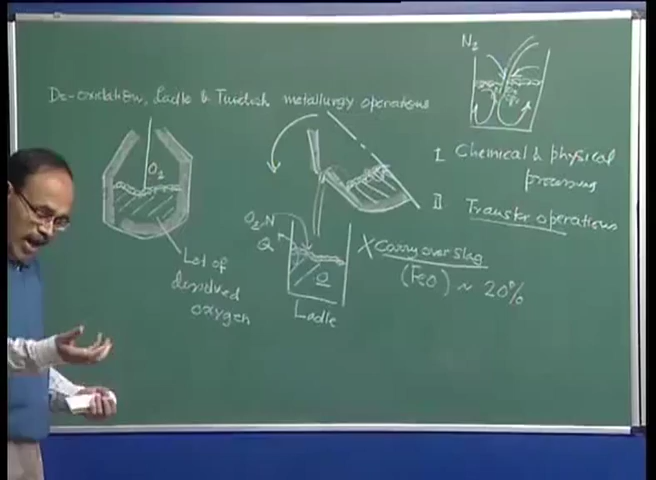 N2
De-oxidation, Ladle & Tundish metallurgy operations
O2
I Chemical & physical
processing
II Transfer operations
O2, N
Q
X Carry over slag
(FeO) ~ 20%
Lot of
dissolved
oxygen
O
Ladle